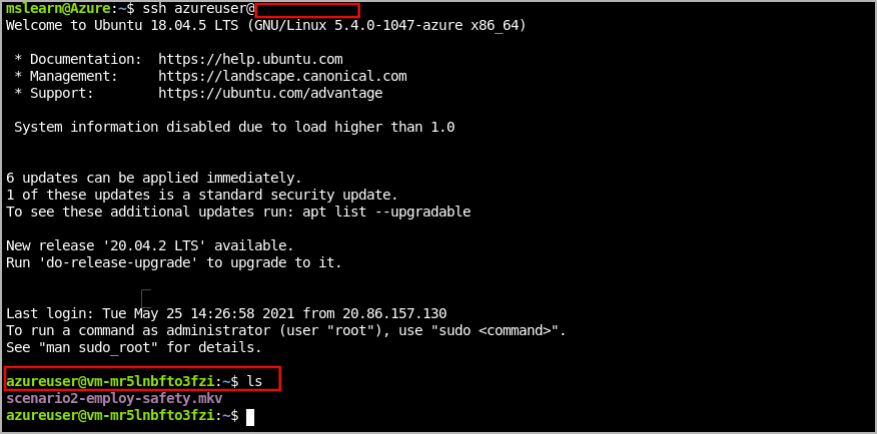 mslearn@Azure:~$ ssh azureuser@
Welcome to Ubuntu 18.04.5 LTS (GNU/Linux 5.4.0-1047-azure x86_64)
* Documentation: https://help.ubuntu.com
* Management: https://landscape.canonical.com
* Support: https://ubuntu.com/advantage
System information disabled due to load higher than 1.0
6 updates can be applied immediately.
1 of these updates is a standard security update.
To see these additional updates run: apt list --upgradable
New release '20.04.2 LTS' available.
Run 'do-release-upgrade' to upgrade to it.
Last login: Tue May 25 14:26:58 2021 from 20.86.157.130
To run a command as administrator (user "root"), use "sudo <command>".
See "man sudo_root" for details.
azureuser@vm-mr5lnbfto3fzi:~$ ls
scenario2-employ-safety.mkv
azureuser@vm-mr5lnbfto3fzi:~$